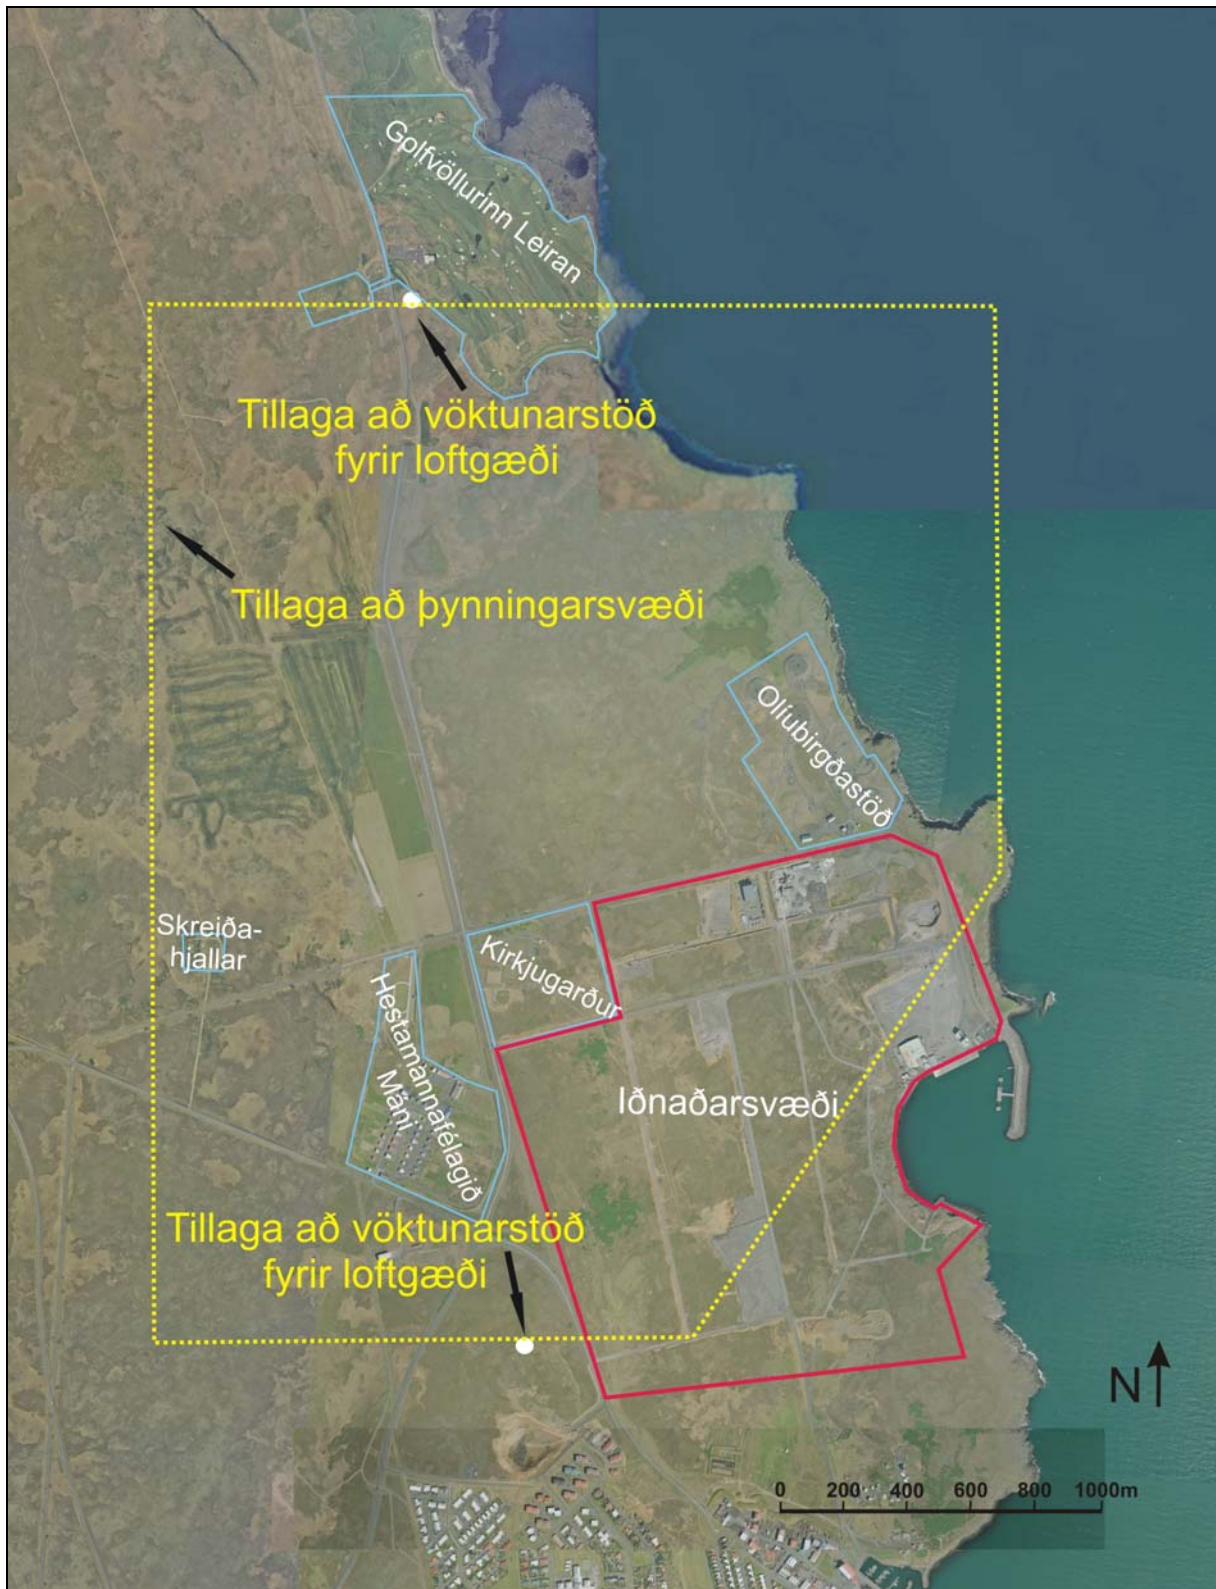 Golfvöllurinn Leiran
Tillaga að vöktunarstöð
fyrir loftgæði
Tillaga að þynningarsvæði
Olíubirgðastöð
Skreiða-
hjallar
Kirkjugarður
Hestamannafélagið
Máni
Iðnaðarsvæði
Tillaga að vöktunarstöð
fyrir loftgæði
N
0 200 400 600 800 1000m